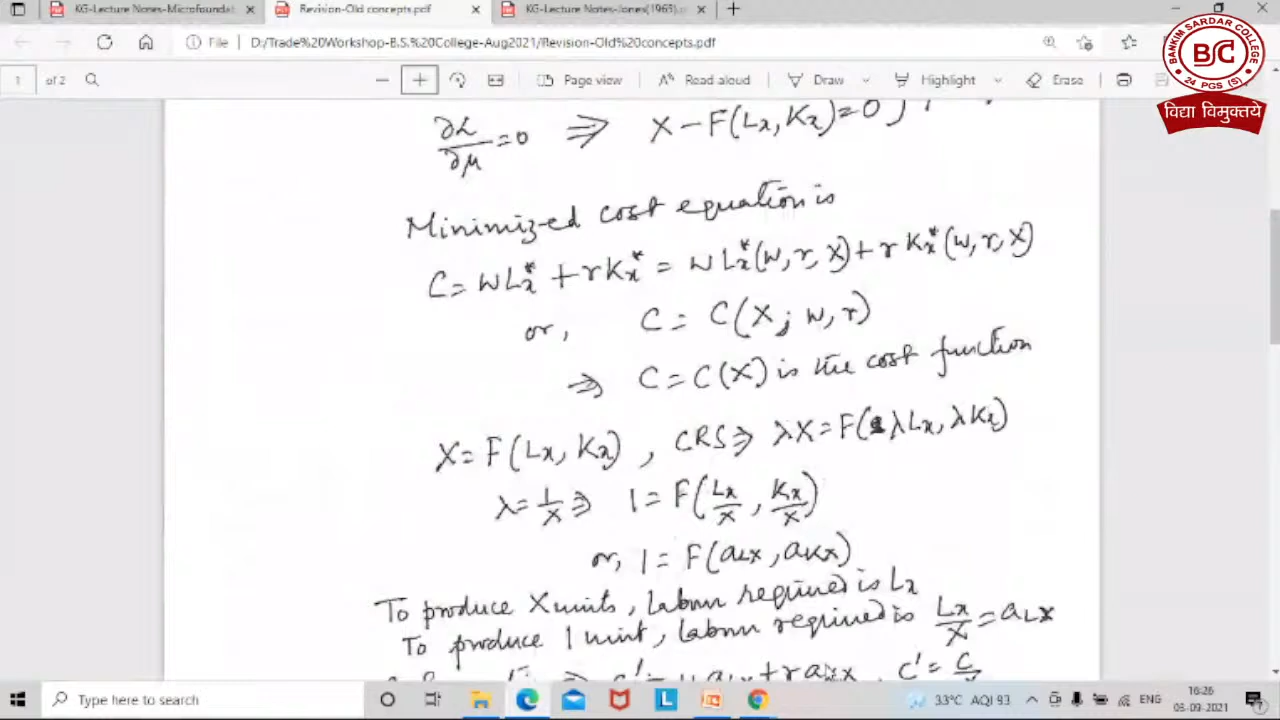 KG-Lecture Notes-Microfoundat
Revision-Old concepts.pdf
KG-Lecture Notes-Jones(1965).p
File
D:/Trade%20Workshop-B.S.%20College-Aug2021/Revision-Old%20concepts.pdf
1 of 2
Page view
Read aloud
Draw
Highlight
Erase
BANKIM SARDAR COLLEGE
BSC
24 PGS (S)
विद्या विमुक्तये
∂ℒ/∂μ = 0 ⇒ X − F(Lx, Kx) = 0
Minimized cost equation is
C = wLx* + rKx* = wLx*(w, r, X) + rKx*(w, r, X)
or, C = C(X; w, r)
⇒ C = C(X) is the cost function
X = F(Lx, Kx), CRS ⇒ λX = F(λLx, λKx)
λ = 1/X ⇒ 1 = F(Lx/X, Kx/X)
or, 1 = F(aLX, aKX)
To produce X units, labour required is Lx
To produce 1 unit, labour required is Lx/X = aLX
Type here to search
33°C AQI 93
ENG
16:26
03-09-2021